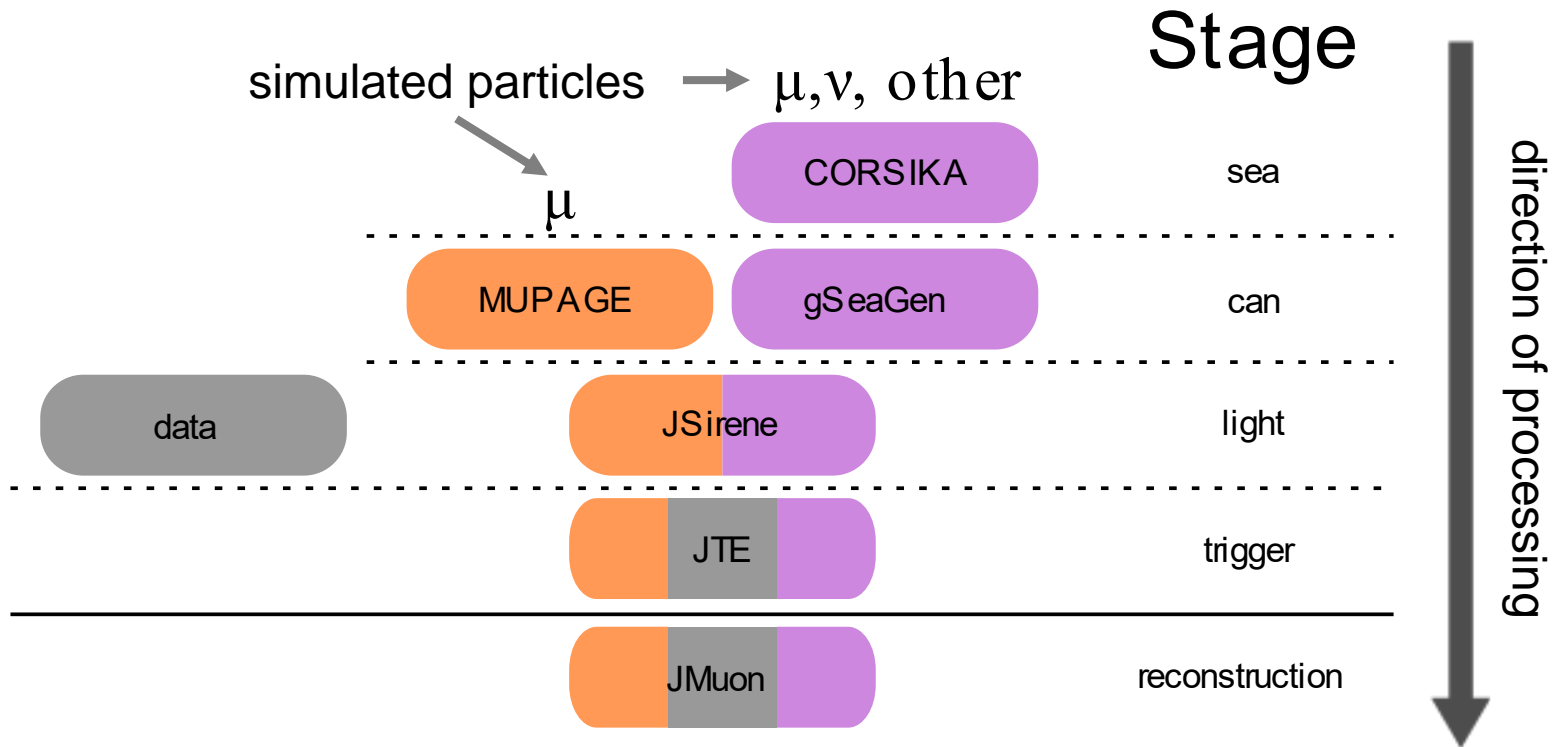 Stage
simulated particles
μ,ν, other
μ
CORSIKA
sea
MUPAGE
gSeaGen
can
data
JSirene
light
JTE
trigger
JMuon
reconstruction
direction of processing